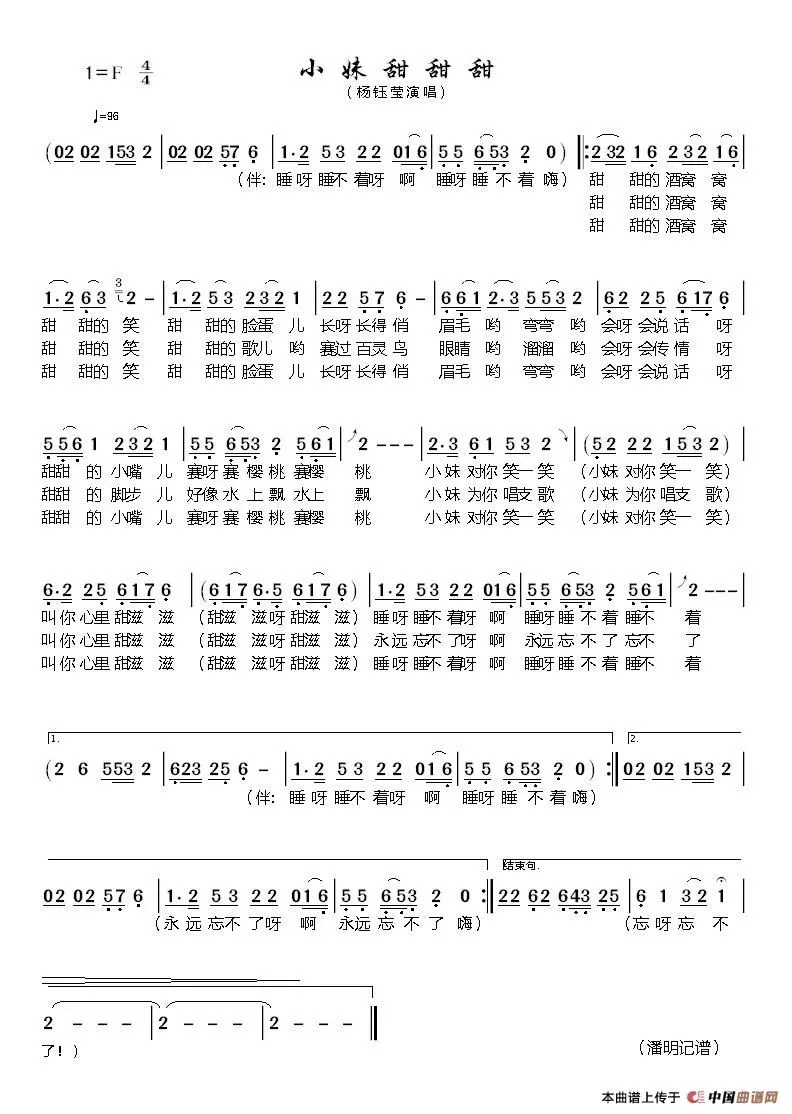 1=F 4/4
小妹甜甜甜
（杨钰莹演唱）
♩=96
(02 02 153 2 | 02 02 57 6 | 1·2 53 22 016 | 55 653 2 0) ‖: 232 16 232 16 |
（伴：睡呀睡不着呀 啊 睡呀睡 不 着 嗨） 甜 甜的酒窝 窝
甜 甜的酒窝 窝
甜 甜的酒窝 窝
1·2 63 3 2 - | 1·2 53 232 1 | 22 57 6 - | 661 2·3 553 2 | 62 25 617 6 |
甜 甜的 笑 甜 甜的脸蛋 儿 长呀长得俏 眉毛 哟 弯弯 哟 会呀会说话 呀
甜 甜的 笑 甜 甜的歌儿 哟 赛过百灵鸟 眼睛 哟 溜溜 哟 会呀会传情 呀
甜 甜的 笑 甜 甜的脸蛋 儿 长呀长得俏 眉毛 哟 弯弯 哟 会呀会说话 呀
556 1 232 1 | 55 653 2 561 | 2 - - - | 2·3 61 53 2 | (52 22 153 2) |
甜甜 的 小嘴 儿 赛呀赛 樱 桃 赛樱 桃 小妹 对你 笑一 笑 （小妹 对你 笑一 笑）
甜甜 的 脚步 儿 好像 水 上 飘 水上 飘 小妹 为你 唱支 歌 （小妹 为你 唱支 歌）
甜甜 的 小嘴 儿 赛呀赛 樱 桃 赛樱 桃 小妹 对你 笑一 笑 （小妹 对你 笑一 笑）
6·2 25 617 6 | (617 6·5 617 6) | 1·2 53 22 016 | 55 653 2 561 | 2 - - - |
叫你 心里 甜滋 滋 （甜滋 滋呀 甜滋 滋） 睡呀睡不着呀 啊 睡呀睡 不 着 睡不 着
叫你 心里 甜滋 滋 （甜滋 滋呀 甜滋 滋） 永远忘不了呀 啊 永远忘 不 了 忘不 了
叫你 心里 甜滋 滋 （甜滋 滋呀 甜滋 滋） 睡呀睡不着呀 啊 睡呀睡 不 着 睡不 着
1. 2.
(2 6 553 2 | 623 25 6 - | 1·2 53 22 016 | 55 653 2 0) :‖ 02 02 153 2 |
（伴：睡呀睡不着呀 啊 睡呀睡 不 着 嗨）
结束句.
02 02 57 6 | 1·2 53 22 016 | 55 653 2 0 :‖ 22 62 643 25 | 6 1 32 1 |
（永远 忘不 了呀 啊 永远忘 不 了 嗨） （忘呀忘 不
2 - - - | 2 - - - | 2 - - - ‖
了！）
（潘明记谱）
本曲谱上传于 中国曲谱网